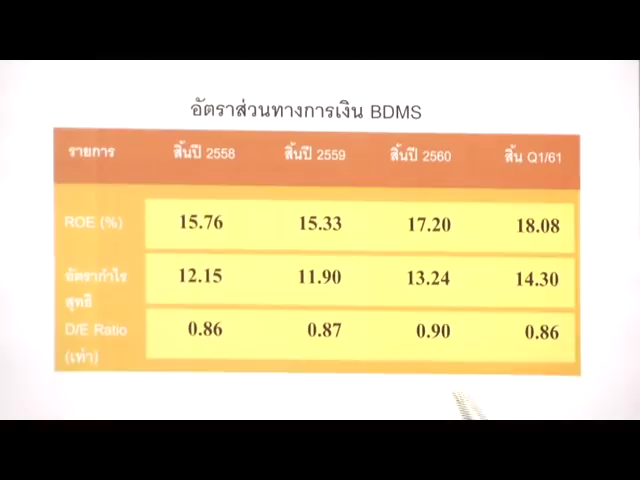 อัตราส่วนทางการเงิน BDMS
รายการ สิ้นปี 2558 สิ้นปี 2559 สิ้นปี 2560 สิ้น Q1/61
ROE (%) 15.76 15.33 17.20 18.08
อัตรากำไร 12.15 11.90 13.24 14.30
สุทธิ
D/E Ratio 0.86 0.87 0.90 0.86
(เท่า)